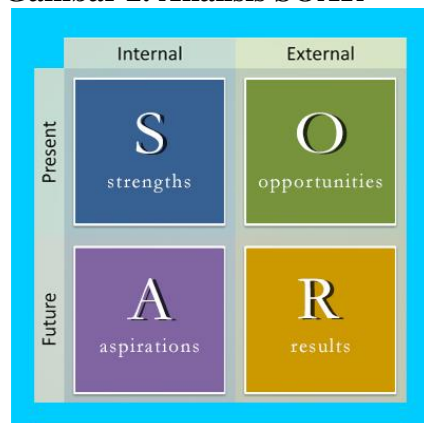 Internal External
Present
S O
strengths opportunities
Future
A R
aspirations results